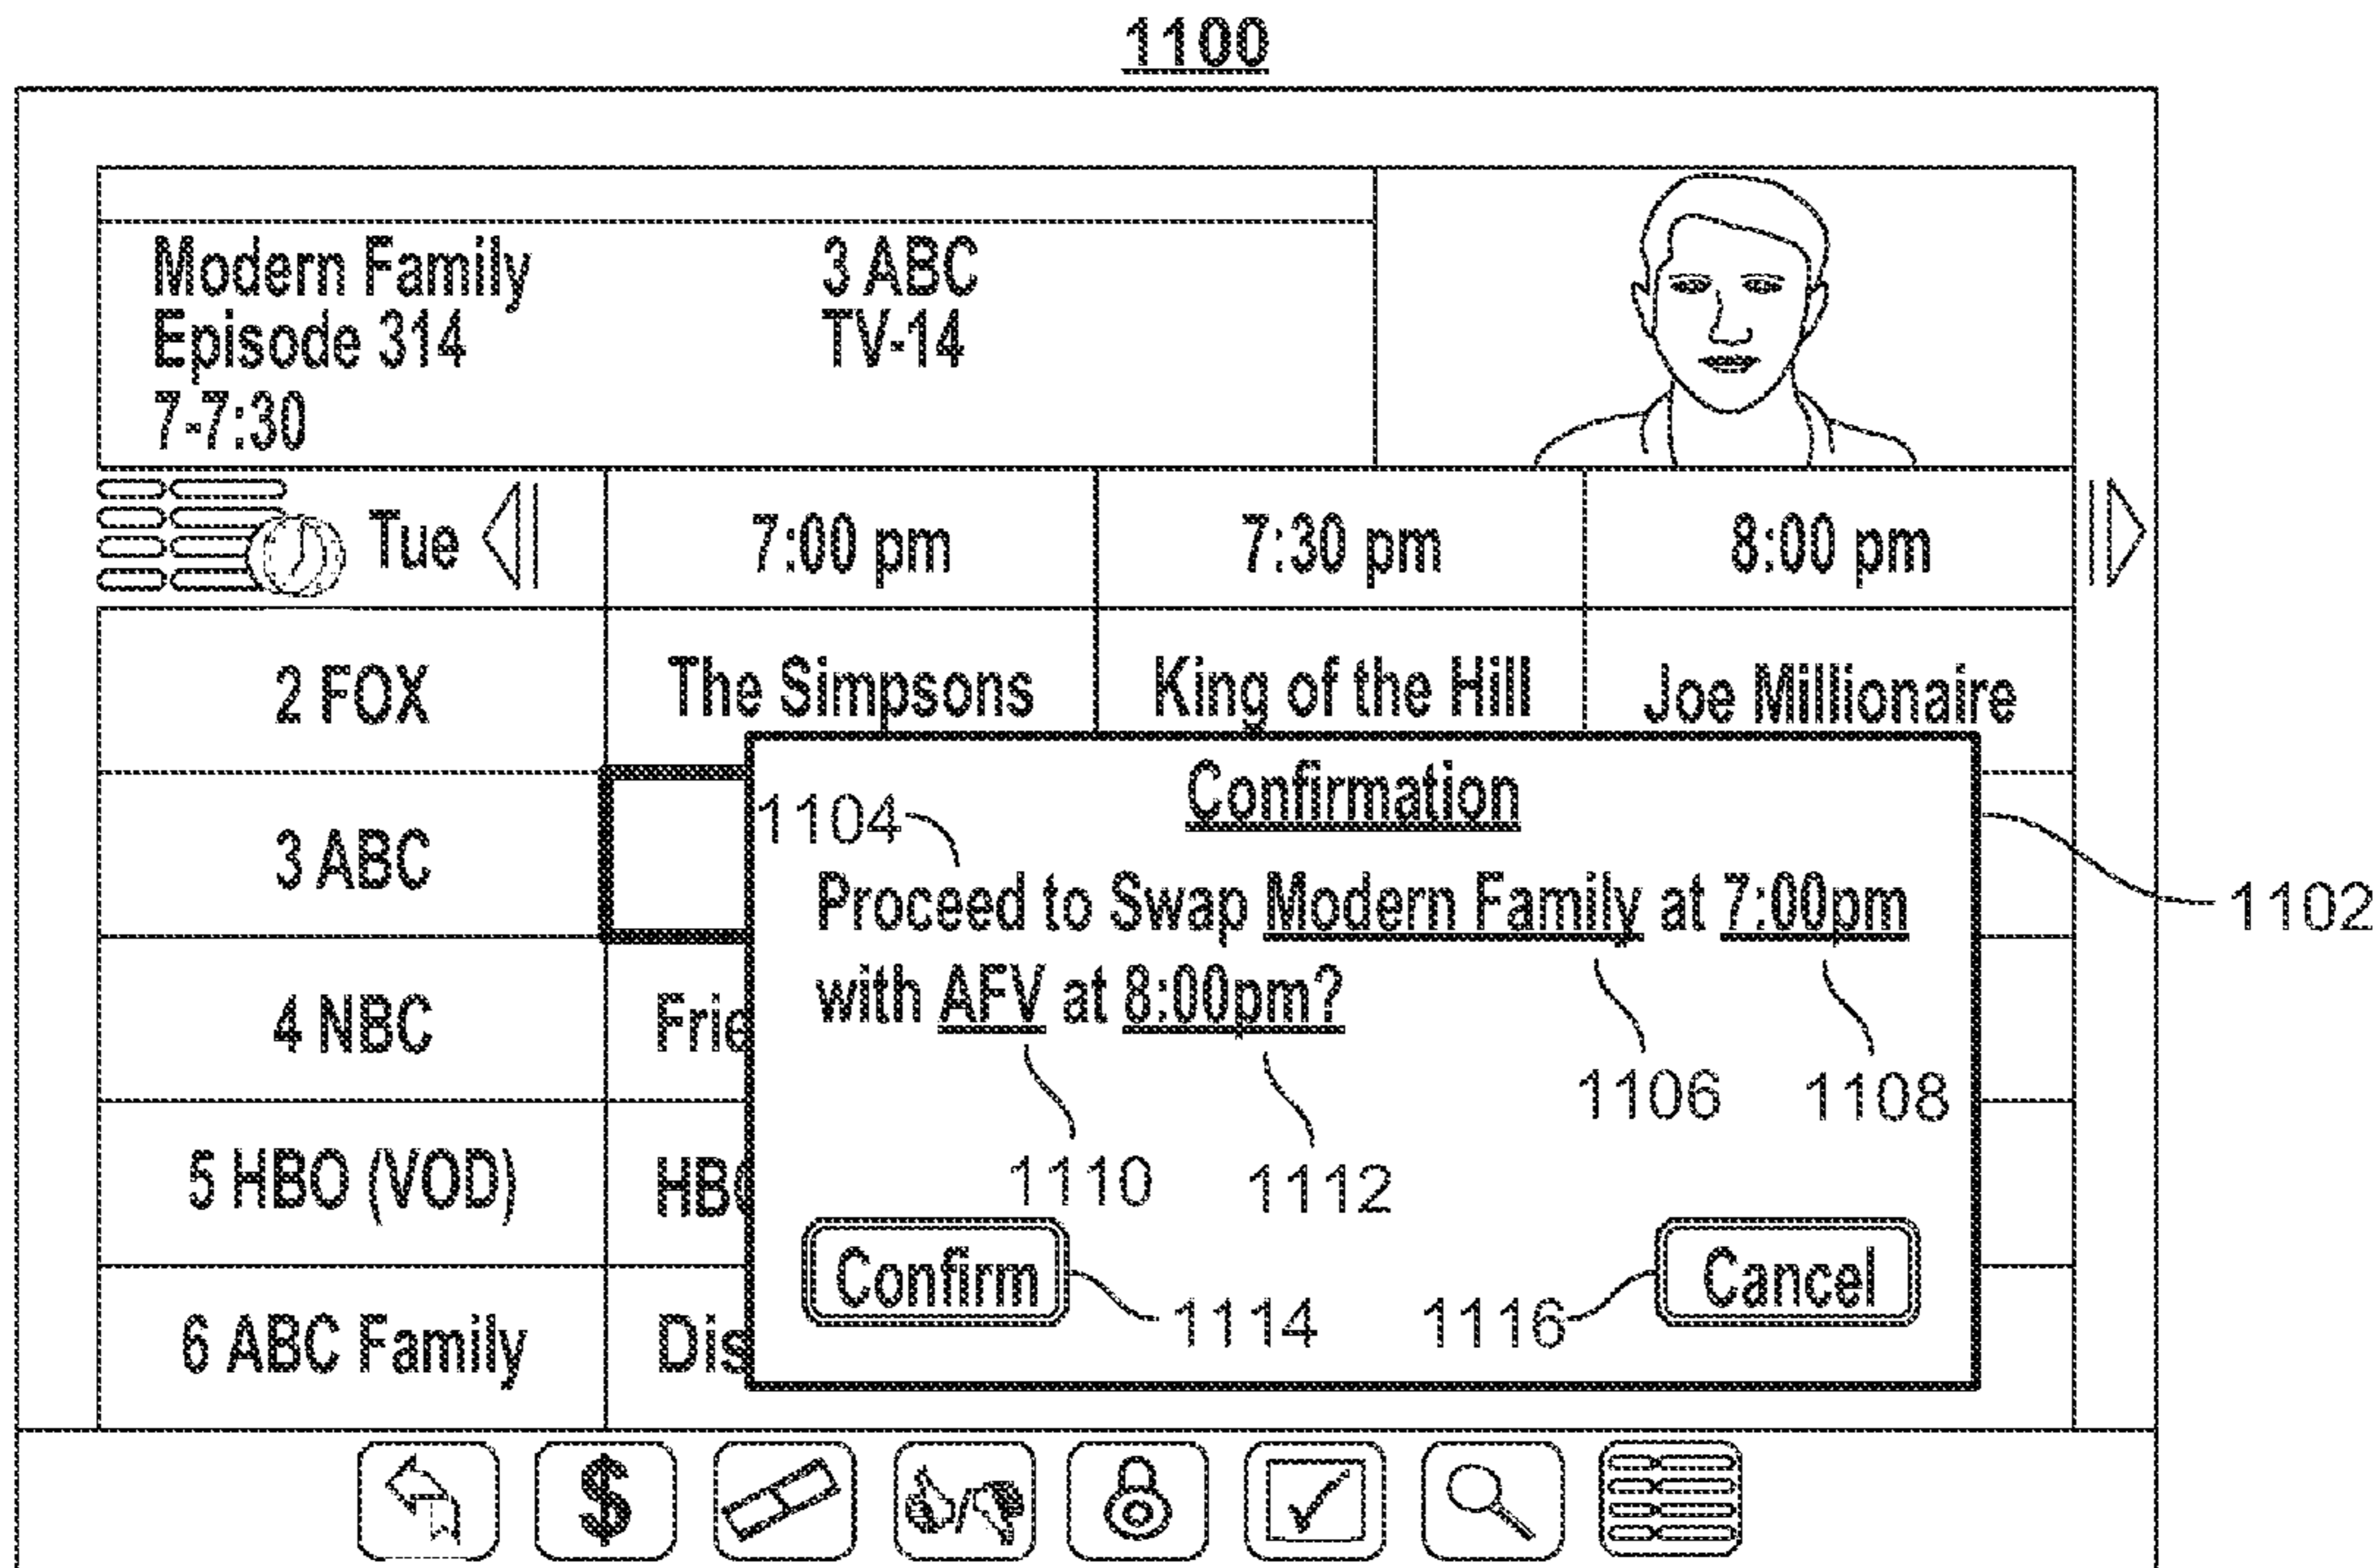 1100
Modern Family 3 ABC
Episode 314 TV-14
7-7:30
Tue 7:00 pm 7:30 pm 8:00 pm
2 FOX The Simpsons King of the Hill Joe Millionaire
Confirmation
3 ABC 1104
Proceed to Swap Modern Family at 7:00pm 1102
with AFV at 8:00pm?
4 NBC Frie
1106 1108
5 HBO (VOD) HBO 1110 1112
Confirm Cancel
1114 1116
6 ABC Family Dis
$